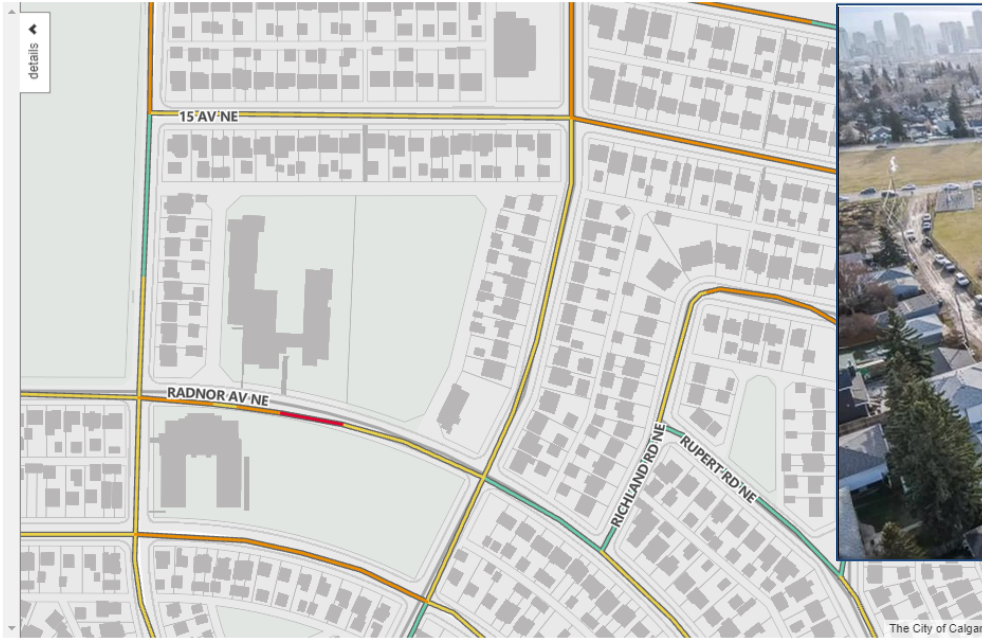 details
15 AV NE
RADNOR AV NE
RICHLAND RD NE
RUPERT RD NE
The City of Calgar